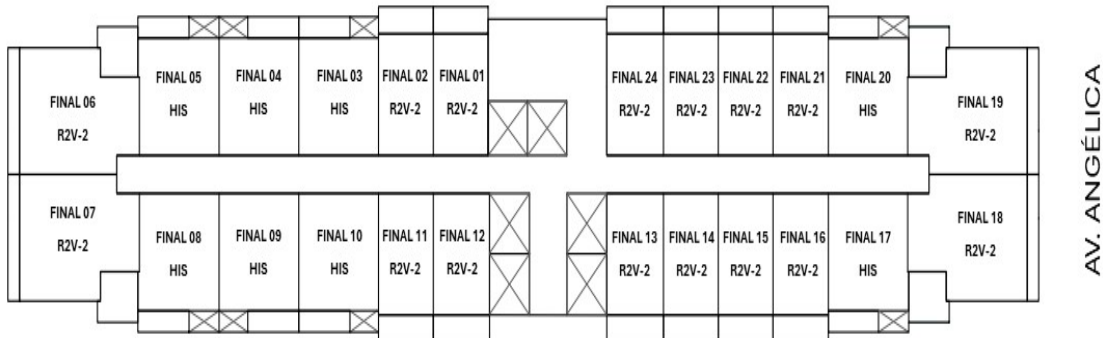 FINAL 05
HIS
FINAL 04
HIS
FINAL 03
HIS
FINAL 02
R2V-2
FINAL 01
R2V-2
FINAL 24
R2V-2
FINAL 23
R2V-2
FINAL 22
R2V-2
FINAL 21
R2V-2
FINAL 20
HIS
FINAL 06
R2V-2
FINAL 19
R2V-2
AV. ANGÉLICA
FINAL 07
R2V-2
FINAL 08
HIS
FINAL 09
HIS
FINAL 10
HIS
FINAL 11
R2V-2
FINAL 12
R2V-2
FINAL 13
R2V-2
FINAL 14
R2V-2
FINAL 15
R2V-2
FINAL 16
R2V-2
FINAL 17
HIS
FINAL 18
R2V-2